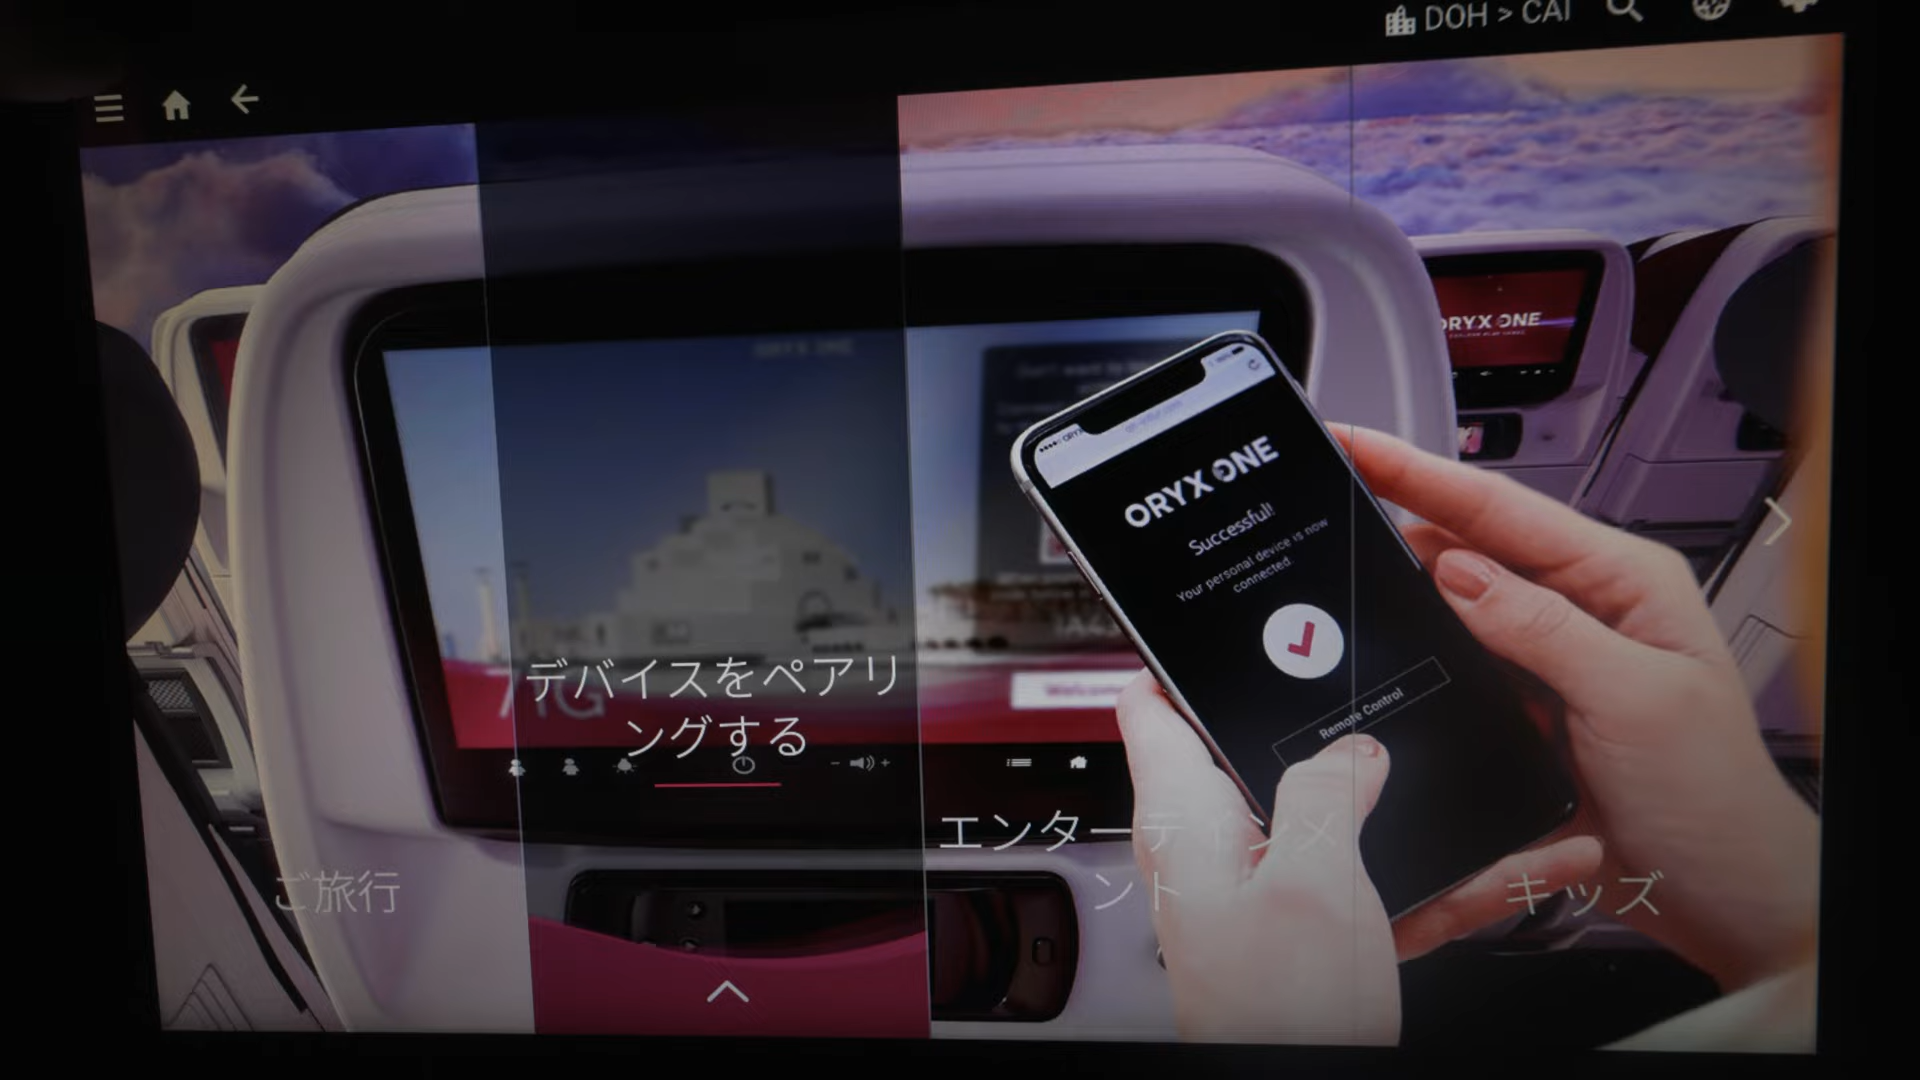 DOH > CAI
ORYX ONE
ORYX ONE
Successful!
Your personal device is now
connected.
Remote Control
デバイスをペアリ
ングする
エンターテインメ
ント
ご旅行
キッズ